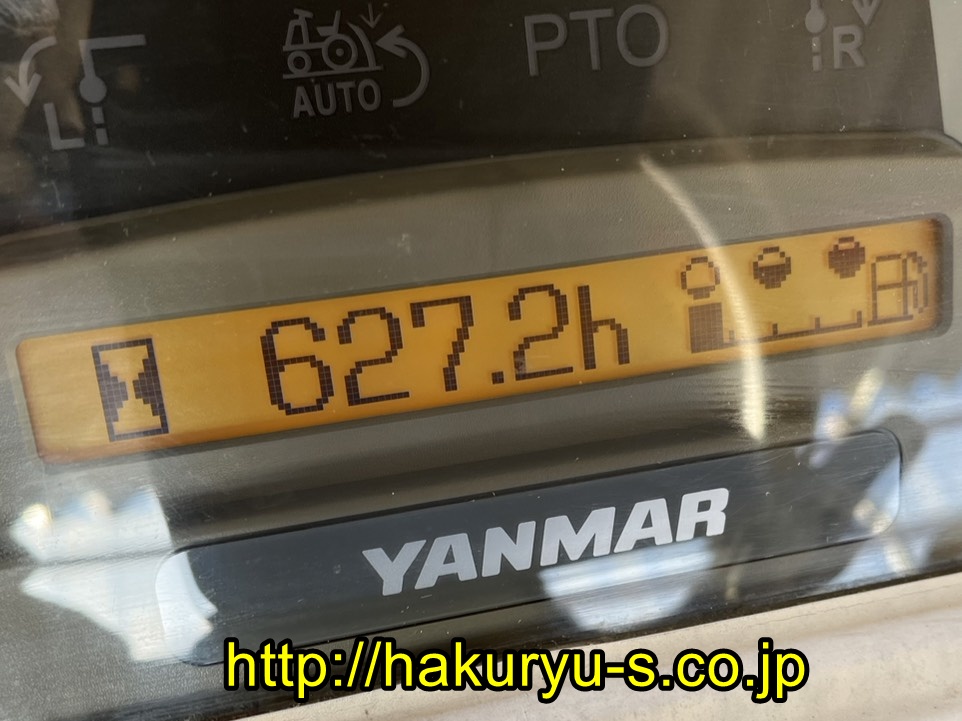 L AUTO PTO R
627.2h
YANMAR
http://hakuryu-s.co.jp